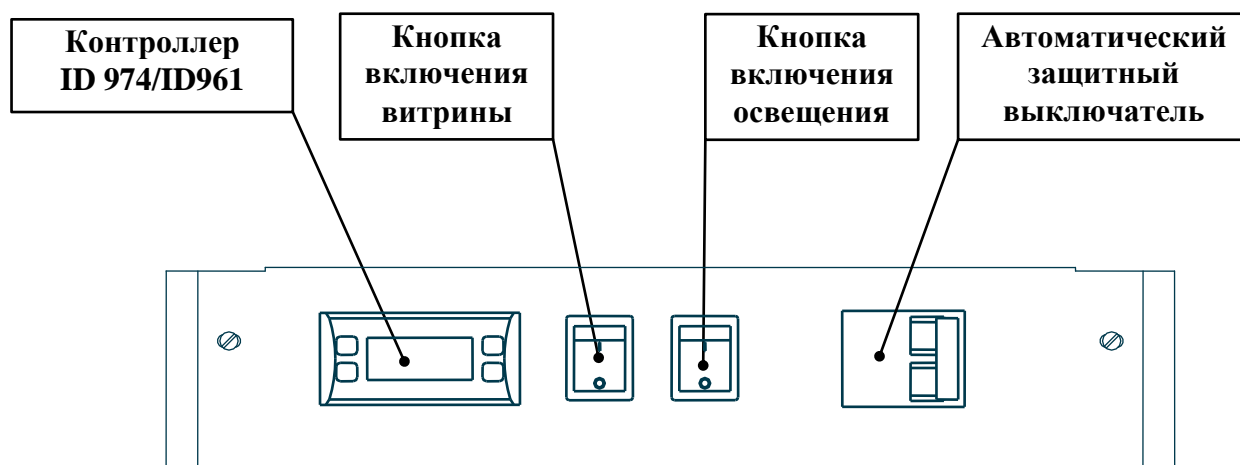 Контроллер
ID 974/ID961
Кнопка
включения
витрины
Кнопка
включения
освещения
Автоматический
защитный
выключатель